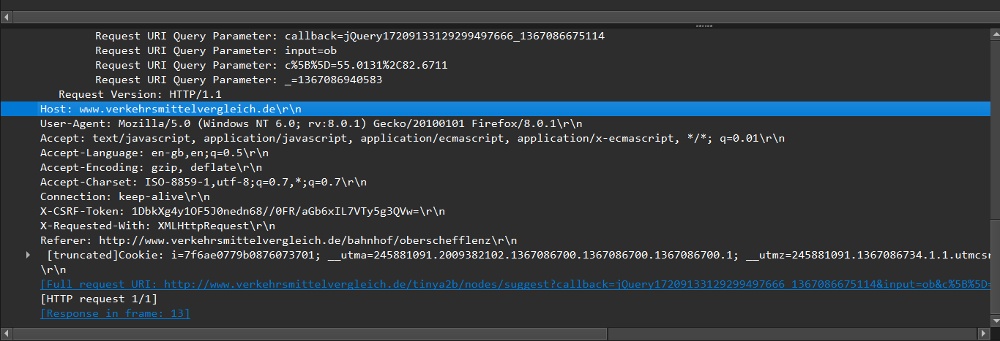 Request URI Query Parameter: callback=jQuery17209133129299497666_1367086675114
Request URI Query Parameter: input=ob
Request URI Query Parameter: c%5B%5D=55.0131%2C82.6711
Request URI Query Parameter: _=1367086940583
Request Version: HTTP/1.1
Host: www.verkehrsmittelvergleich.de\r\n
User-Agent: Mozilla/5.0 (Windows NT 6.0; rv:8.0.1) Gecko/20100101 Firefox/8.0.1\r\n
Accept: text/javascript, application/javascript, application/ecmascript, application/x-ecmascript, */*; q=0.01\r\n
Accept-Language: en-gb,en;q=0.5\r\n
Accept-Encoding: gzip, deflate\r\n
Accept-Charset: ISO-8859-1,utf-8;q=0.7,*;q=0.7\r\n
Connection: keep-alive\r\n
X-CSRF-Token: 1DbkXg4y1OF5J0nedn68//0FR/aGb6xIL7VTy5g3QVw=\r\n
X-Requested-With: XMLHttpRequest\r\n
Referer: http://www.verkehrsmittelvergleich.de/bahnhof/oberschefflenz\r\n
[truncated]Cookie: i=7f6ae0779b0876073701; __utma=245881091.2009382102.1367086700.1367086700.1367086700.1; __utmz=245881091.1367086734.1.1.utmcsr
\r\n
[Full request URI: http://www.verkehrsmittelvergleich.de/tinya2b/nodes/suggest?callback=jQuery17209133129299497666_1367086675114&input=ob&c%5B%5D=
[HTTP request 1/1]
[Response in frame: 13]